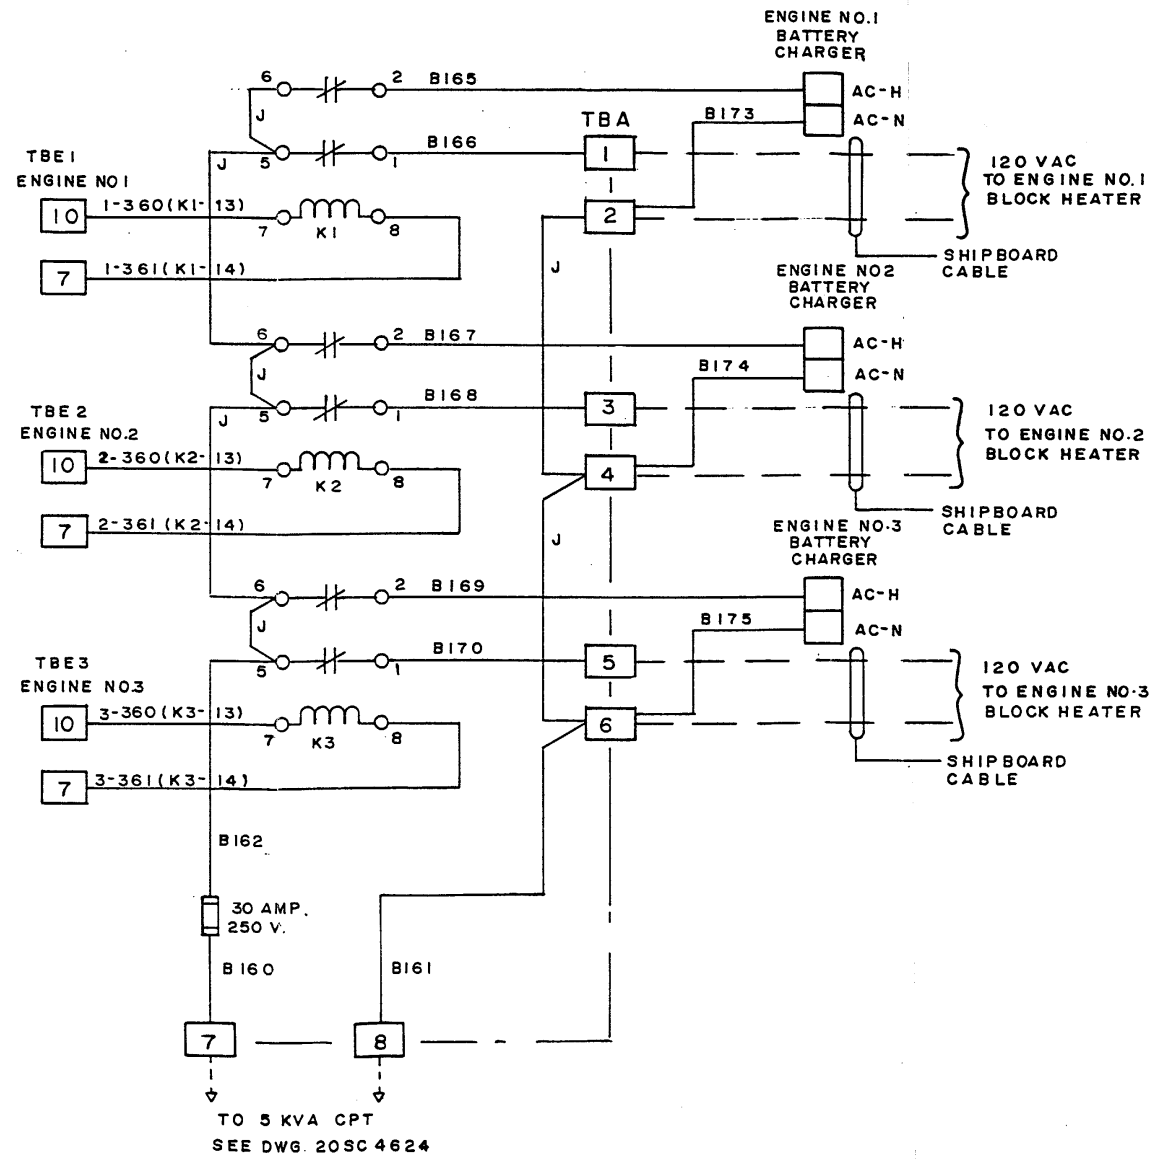 ENGINE NO.1
BATTERY
CHARGER
6 2 B165
AC-H
J
TBA
B173
AC-N
J 5 1 B166
1
TBE1
ENGINE NO1
120 VAC
TO ENGINE NO.1
BLOCK HEATER
10 1-360(K1-13)
7 K1 8
2
7 1-361(K1-14)
J
SHIPBOARD
CABLE
ENGINE NO2
BATTERY
CHARGER
6 2 B167
AC-H
J
B174
AC-N
J 5 1 B168
3
TBE2
ENGINE NO.2
120 VAC
TO ENGINE NO.2
BLOCK HEATER
10 2-360(K2-13)
7 K2 8
4
7 2-361(K2-14)
J
SHIPBOARD
CABLE
ENGINE NO.3
BATTERY
CHARGER
6 2 B169
AC-H
J
B175
AC-N
5 1 B170
5
TBE3
ENGINE NO.3
120 VAC
TO ENGINE NO.3
BLOCK HEATER
10 3-360(K3-13)
7 K3 8
6
7 3-361(K3-14)
SHIPBOARD
CABLE
B162
30 AMP.
250 V.
B160
B161
7
8
TO 5 KVA CPT
SEE DWG. 20SC4624